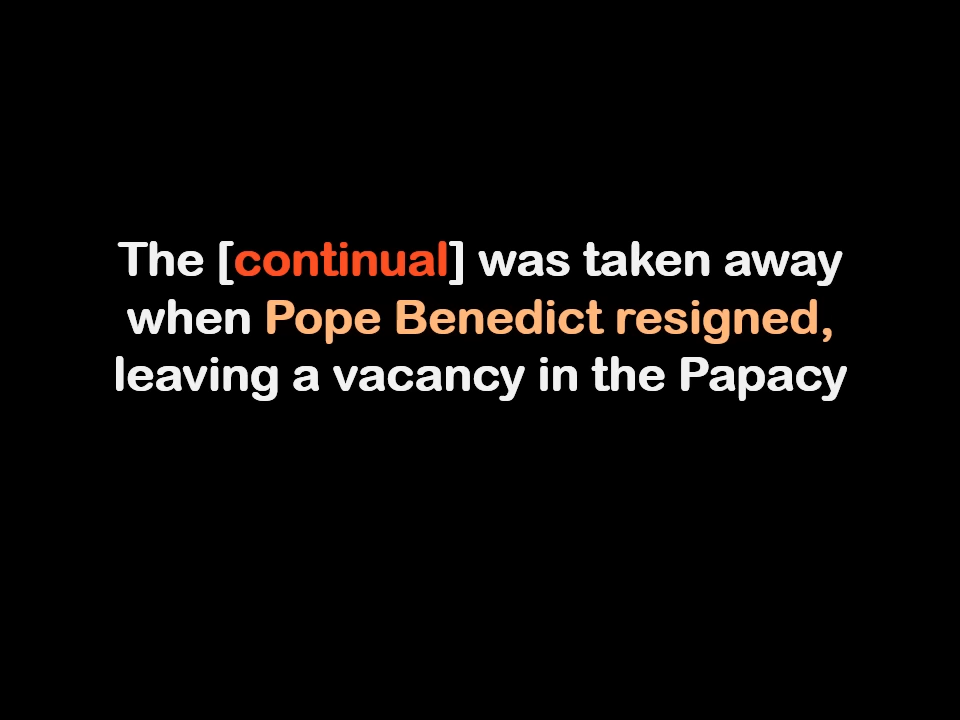 The [continual] was taken away
when Pope Benedict resigned,
leaving a vacancy in the Papacy